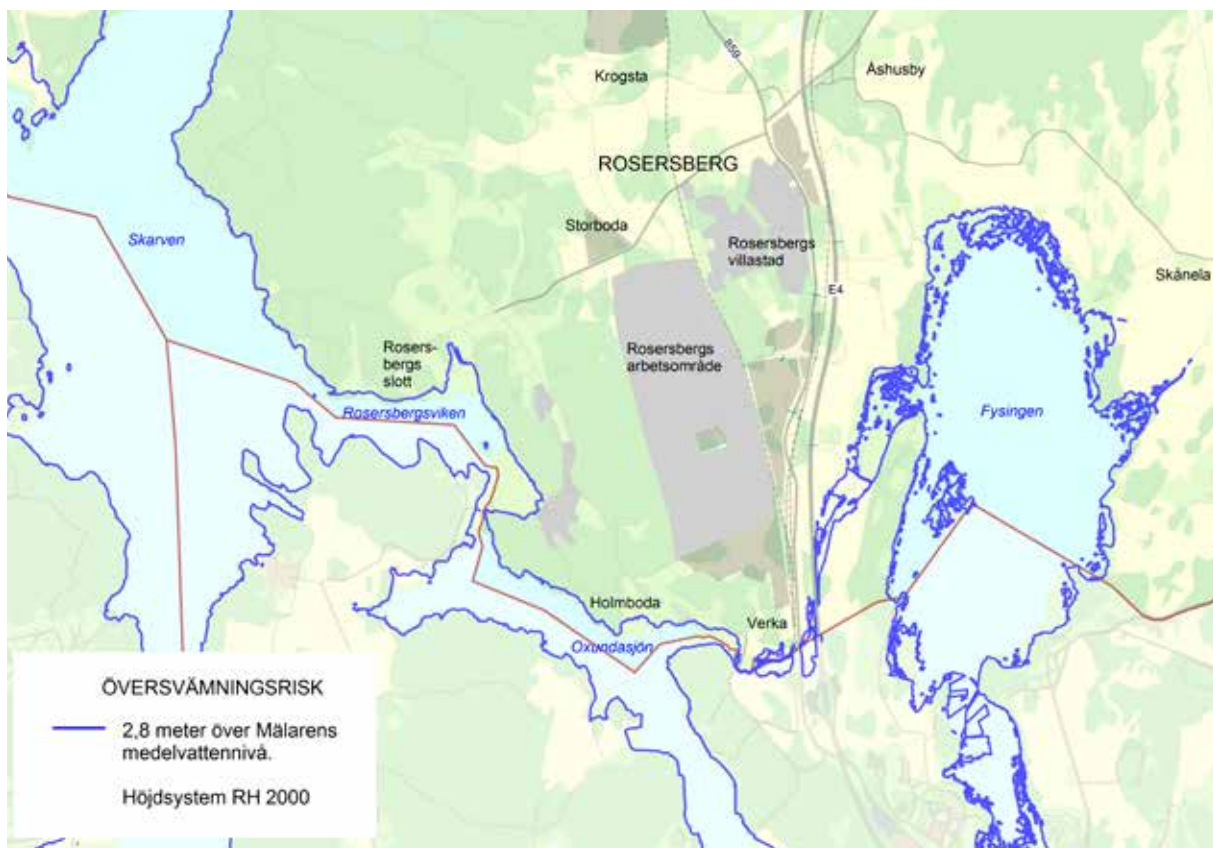 859
Krogsta
Åshusby
ROSERSBERG
Skarven
Storboda
Rosersbergs
villastad
Skånela
E4
Rosers-
bergs
slott
Rosersbergs
arbetsområde
Rosersbergsviken
Fysingen
Holmboda
Verka
Oxundasjön
ÖVERSVÄMNINGSRISK
2,8 meter över Mälarens
medelvattennivå.
Höjdsystem RH 2000